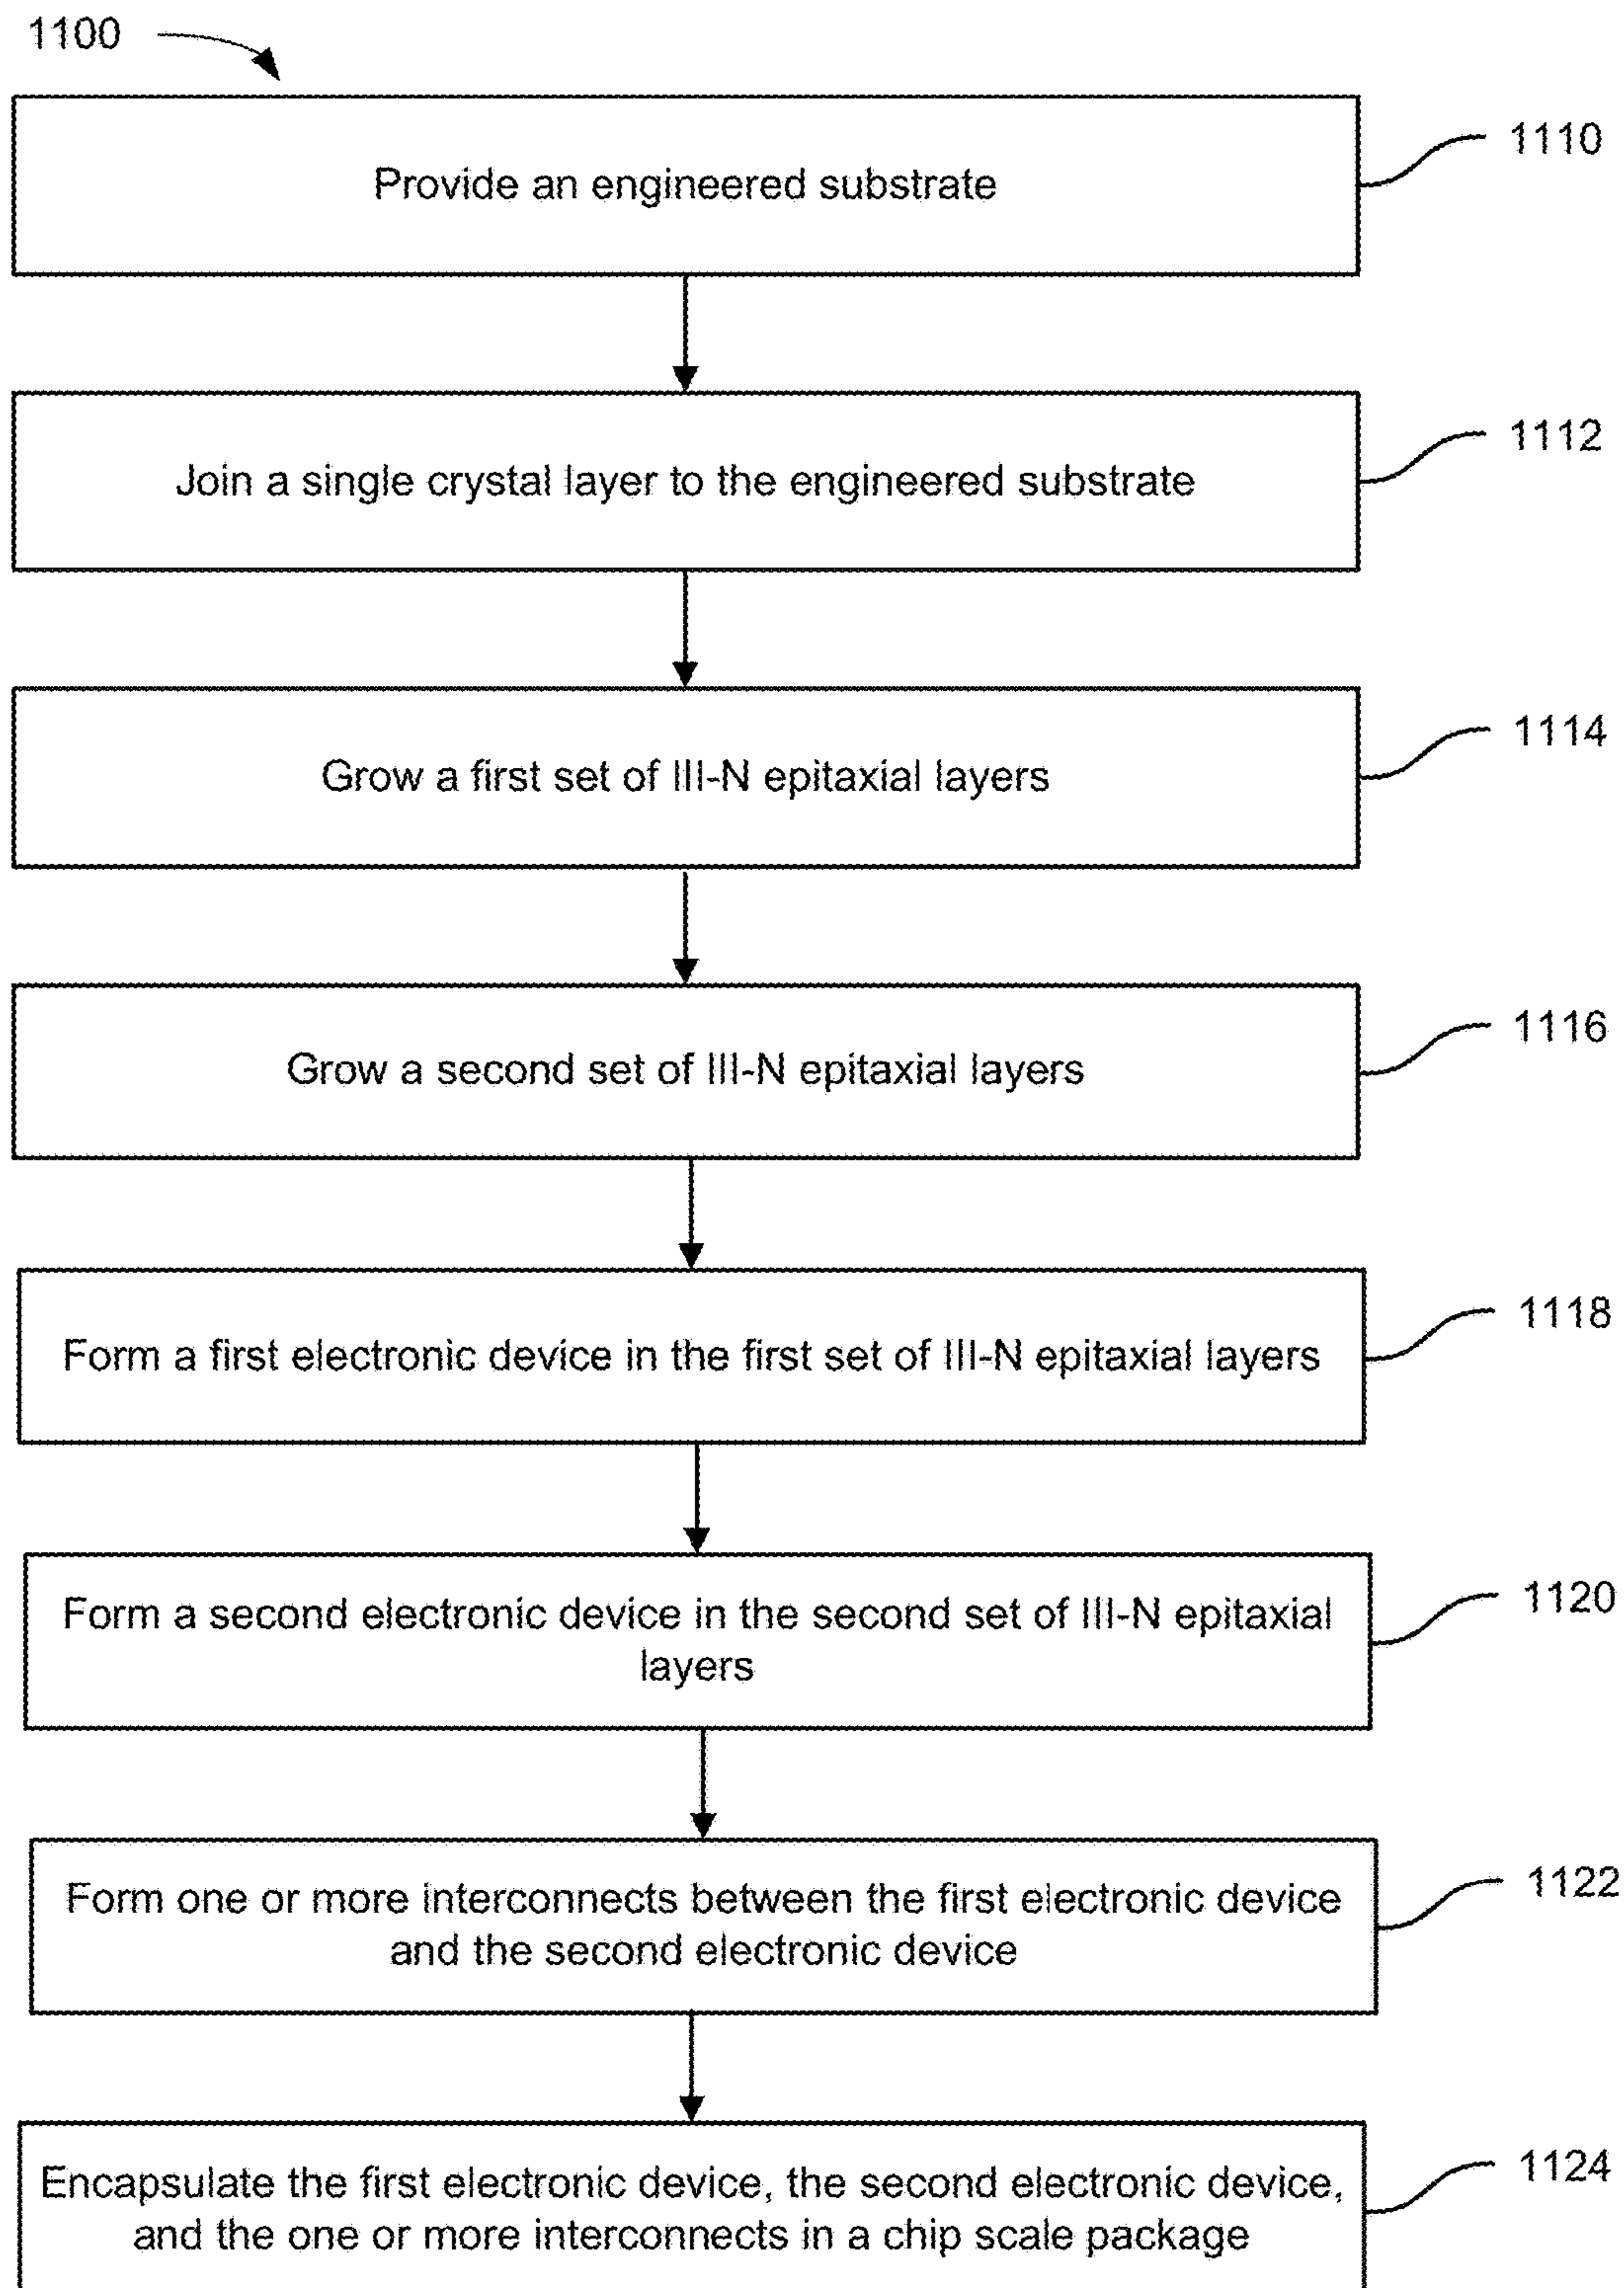 1100
Provide an engineered substrate
1110
Join a single crystal layer to the engineered substrate
1112
Grow a first set of III-N epitaxial layers
1114
Grow a second set of III-N epitaxial layers
1116
Form a first electronic device in the first set of III-N epitaxial layers
1118
Form a second electronic device in the second set of III-N epitaxial
layers
1120
Form one or more interconnects between the first electronic device
and the second electronic device
1122
Encapsulate the first electronic device, the second electronic device,
and the one or more interconnects in a chip scale package
1124